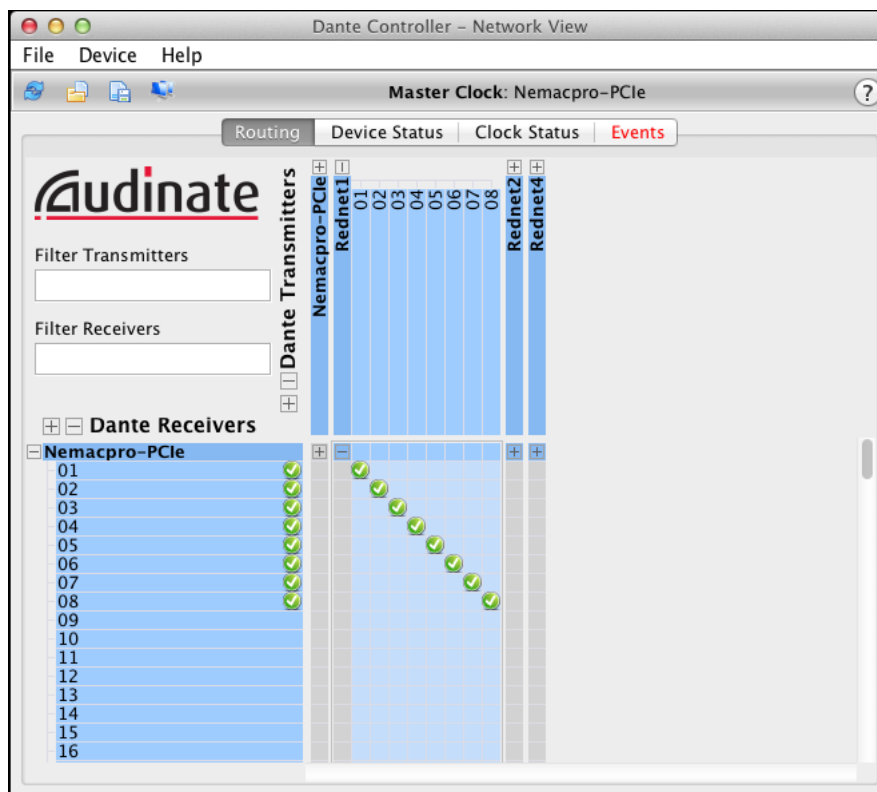 Dante Controller – Network View
File Device Help
Master Clock: Nemacpro-PCIe
?
Routing Device Status Clock Status Events
Audinate
Filter Transmitters
Filter Receivers
Dante Transmitters
Nemacpro-PCIe
Rednet1
01 02 03 04 05 06 07 08
Rednet2
Rednet4
Dante Receivers
Nemacpro-PCIe
01
02
03
04
05
06
07
08
09
10
11
12
13
14
15
16